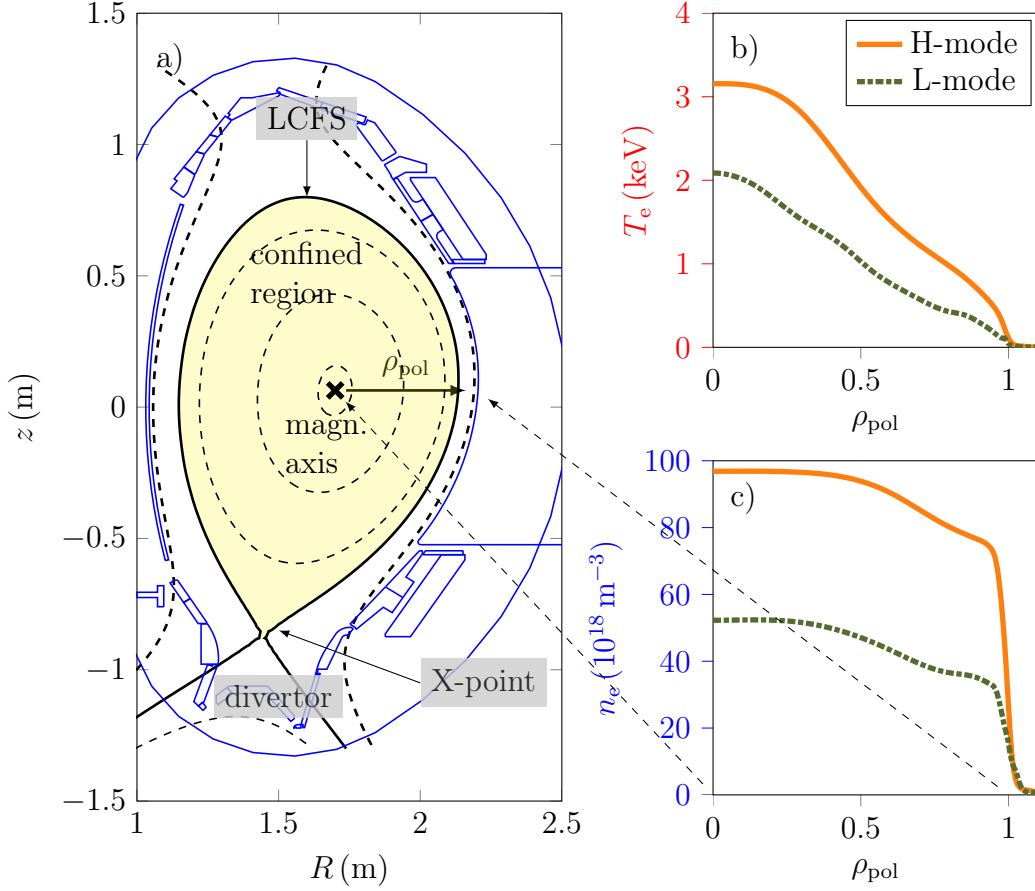 a)
LCFS
confined
region
ρpol
magn.
axis
X-point
divertor
1.5
1
0.5
0
−0.5
−1
−1.5
z (m)
1
1.5
2
2.5
R (m)
b)
H-mode
L-mode
4
3
2
1
0
Te (keV)
0
0.5
1
ρpol
c)
100
80
60
40
20
0
ne (10^18 m^−3)
0
0.5
1
ρpol